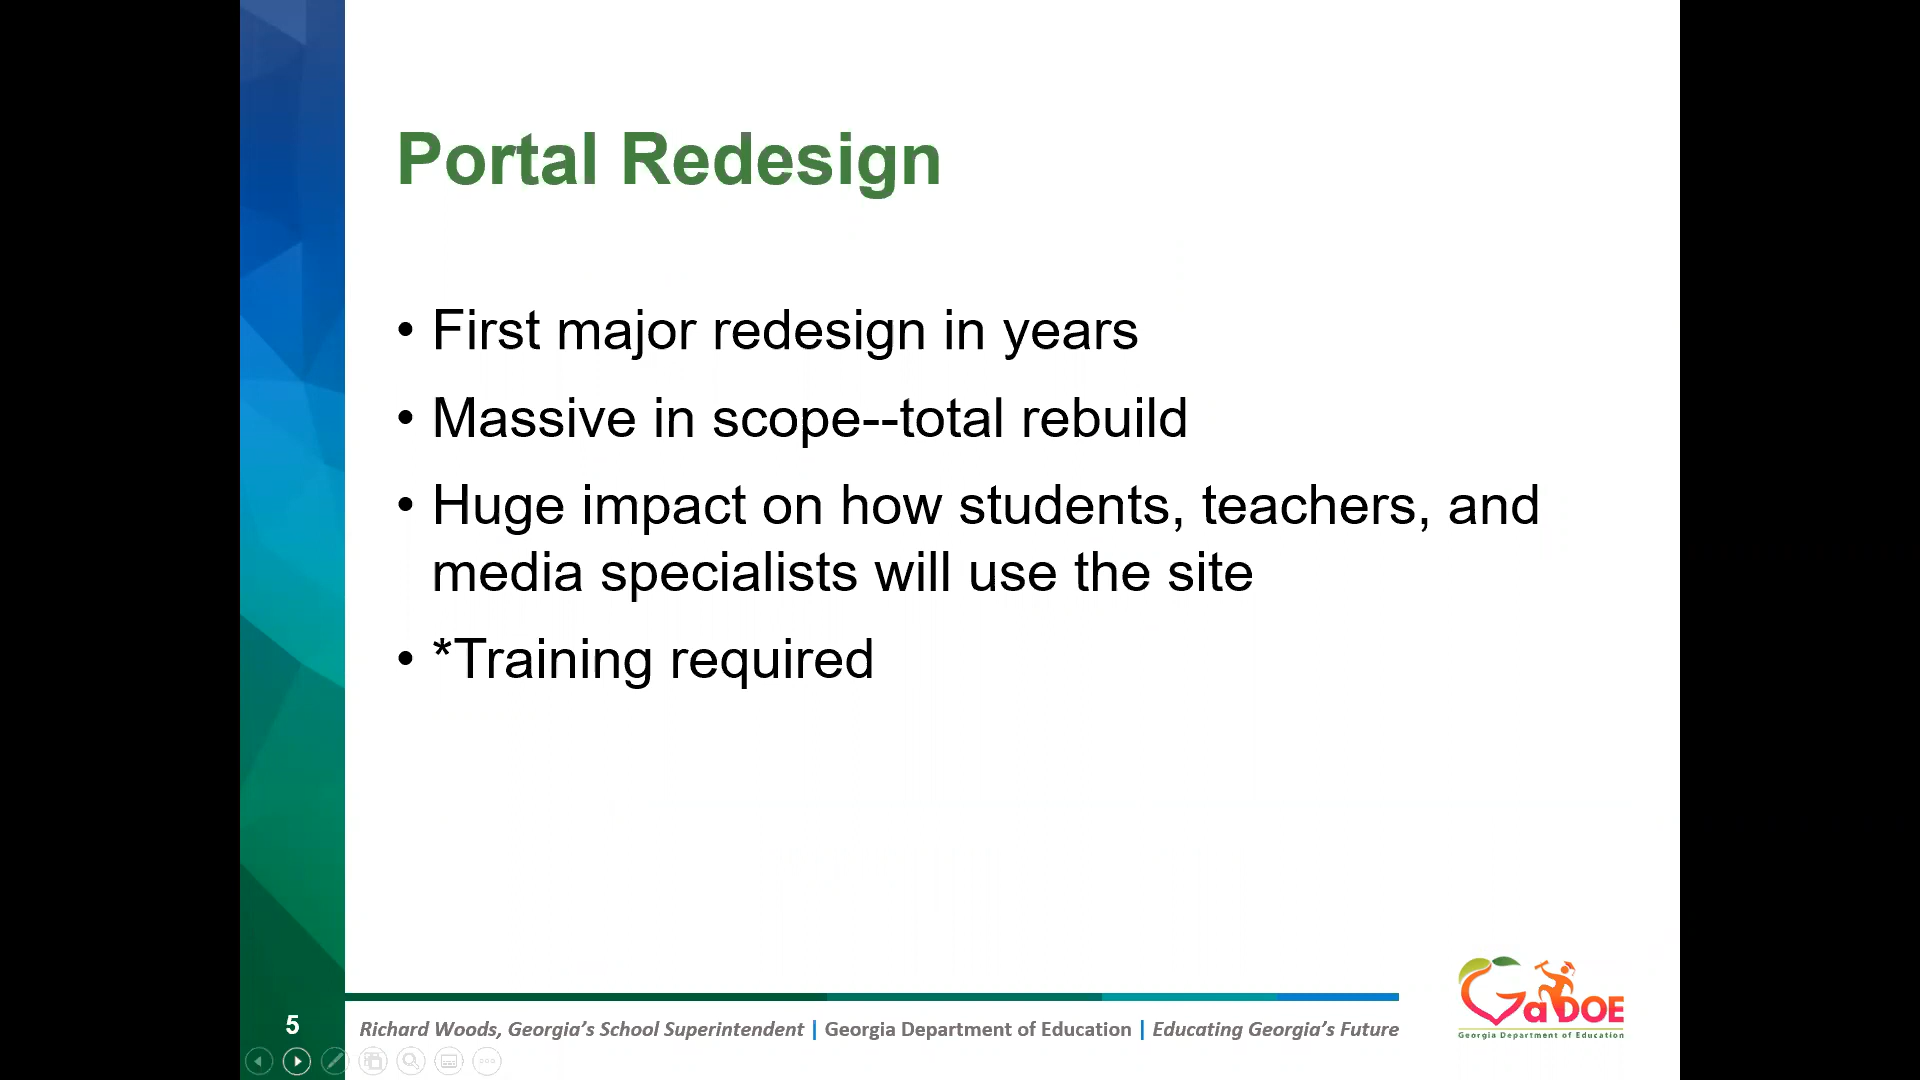 Portal Redesign
• First major redesign in years
• Massive in scope--total rebuild
• Huge impact on how students, teachers, and
media specialists will use the site
• *Training required
5
Richard Woods, Georgia’s School Superintendent | Georgia Department of Education | Educating Georgia’s Future
GaDOE
Georgia Department of Education